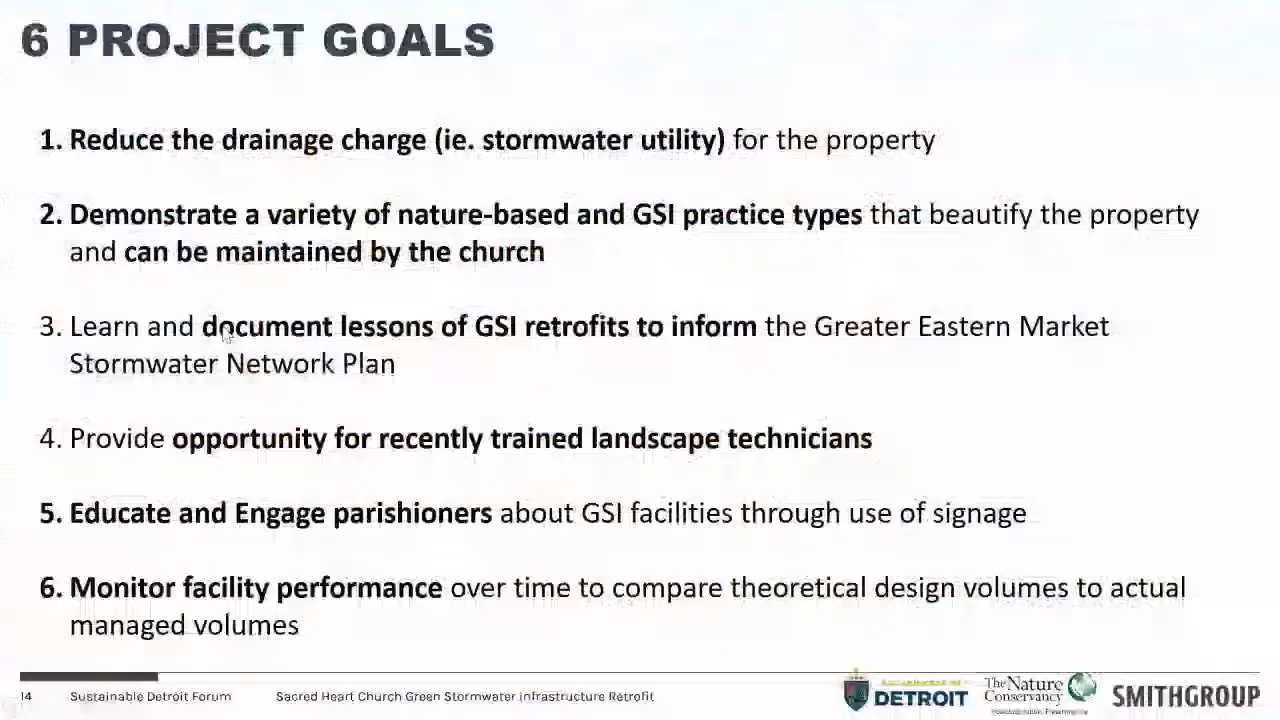 6 PROJECT GOALS
1. Reduce the drainage charge (ie. stormwater utility) for the property
2. Demonstrate a variety of nature-based and GSI practice types that beautify the property
and can be maintained by the church
3. Learn and document lessons of GSI retrofits to inform the Greater Eastern Market
Stormwater Network Plan
4. Provide opportunity for recently trained landscape technicians
5. Educate and Engage parishioners about GSI facilities through use of signage
6. Monitor facility performance over time to compare theoretical design volumes to actual
managed volumes
14 Sustainable Detroit Forum Sacred Heart Church Green Stormwater Infrastructure Retrofit
DETROIT
The Nature
Conservancy
SMITHGROUP